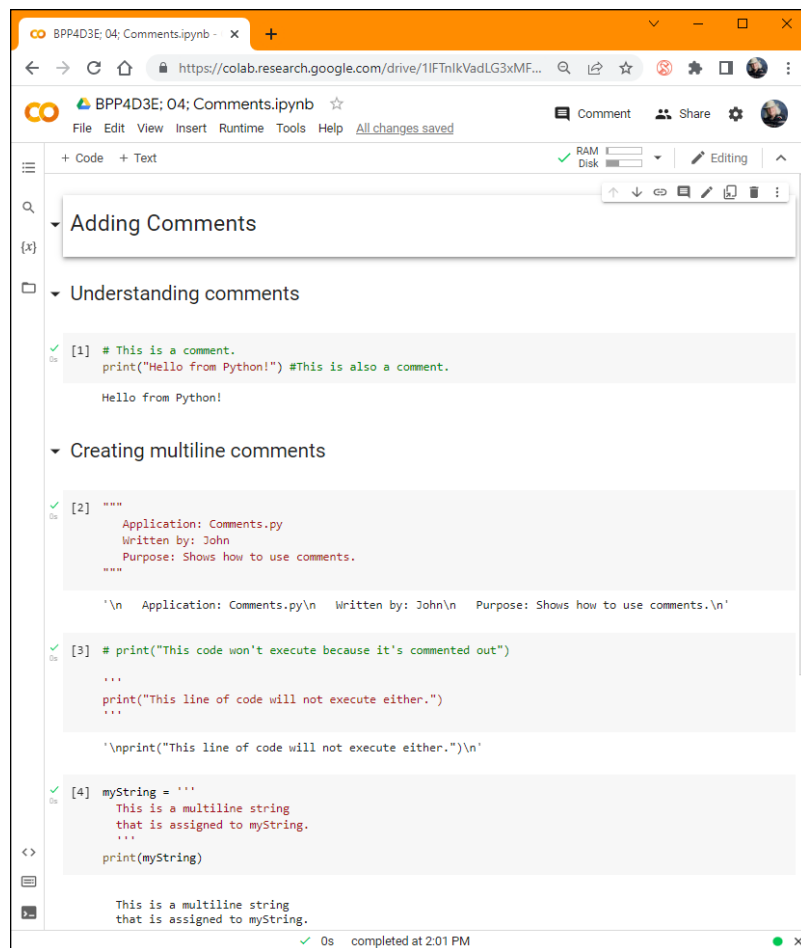 BPP4D3E; 04; Comments.ipynb -
https://colab.research.google.com/drive/1IFTnIkVadLG3xMF...
BPP4D3E; 04; Comments.ipynb
Comment
Share
File Edit View Insert Runtime Tools Help All changes saved
+ Code + Text
RAM
Disk
Editing
Adding Comments
{x}
Understanding comments
[1] # This is a comment.
0s
print("Hello from Python!") #This is also a comment.
Hello from Python!
Creating multiline comments
[2] """
0s
Application: Comments.py
Written by: John
Purpose: Shows how to use comments.
"""
'\n   Application: Comments.py\n   Written by: John\n   Purpose: Shows how to use comments.\n'
[3] # print("This code won't execute because it's commented out")
0s
'''
print("This line of code will not execute either.")
'''
'\nprint("This line of code will not execute either.")\n'
[4] myString = '''
0s
This is a multiline string
that is assigned to myString.
'''
print(myString)
This is a multiline string
that is assigned to myString.
0s completed at 2:01 PM